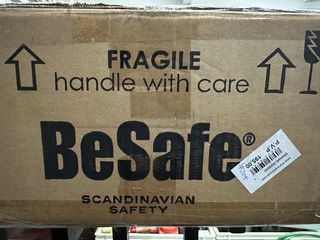 FRAGILE
handle with care
BeSafe®
SCANDINAVIAN
SAFETY
P.V.P